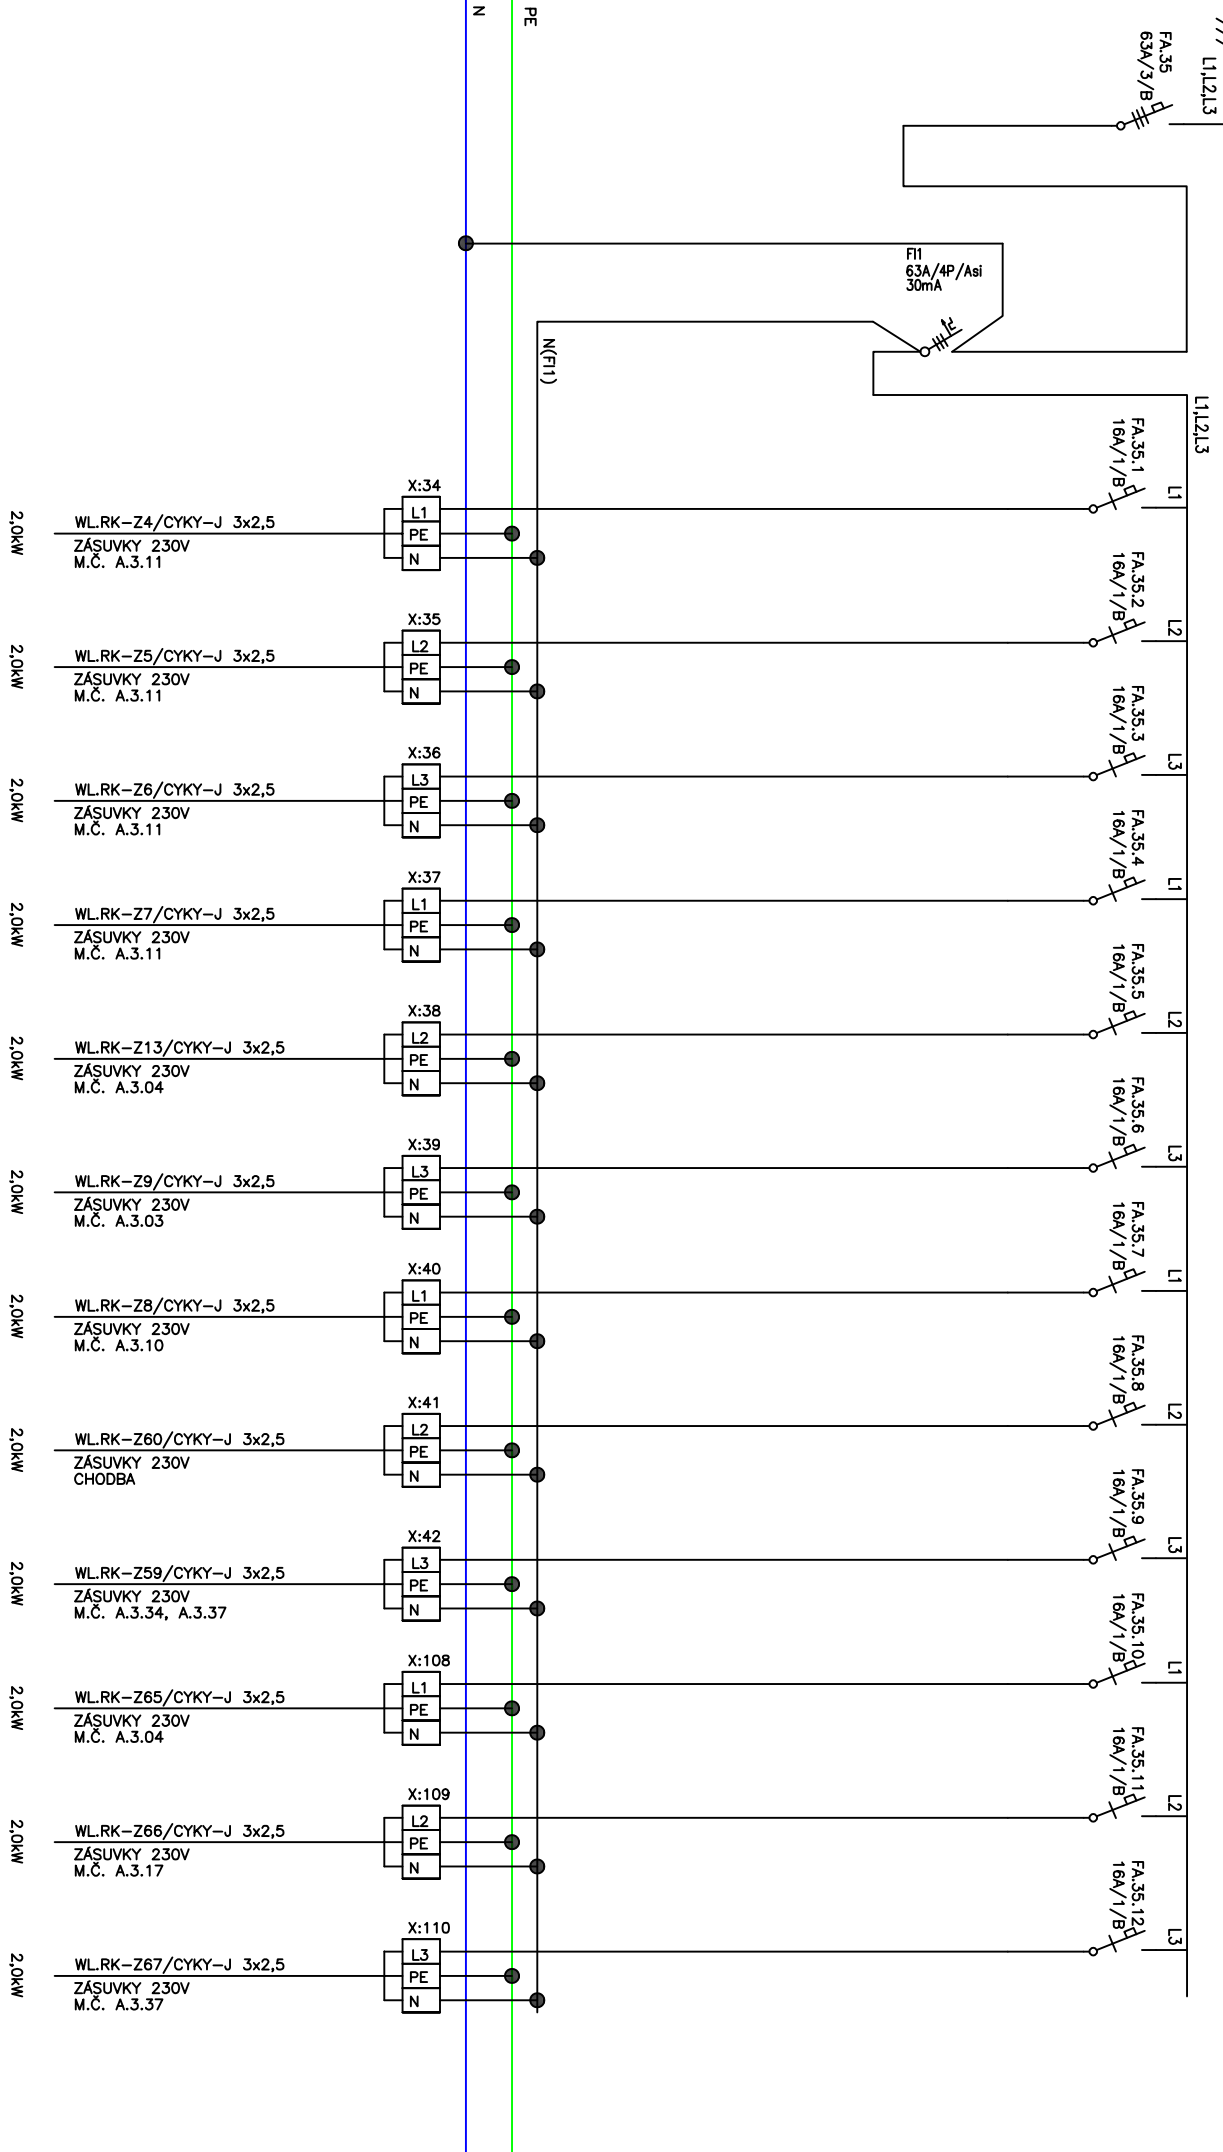 N
PE
FA.35
63A/3/B
L1,L2,L3
FI1
63A/4P/Asi
30mA
N(FI1)
L1,L2,L3
FA.35.1
16A/1/B
L1
X:34
L1
PE
N
WL.RK-Z4/CYKY-J 3x2,5
ZÁSUVKY 230V
M.Č. A.3.11
2,0kW
FA.35.2
16A/1/B
L2
X:35
L2
PE
N
WL.RK-Z5/CYKY-J 3x2,5
ZÁSUVKY 230V
M.Č. A.3.11
2,0kW
FA.35.3
16A/1/B
L3
X:36
L3
PE
N
WL.RK-Z6/CYKY-J 3x2,5
ZÁSUVKY 230V
M.Č. A.3.11
2,0kW
FA.35.4
16A/1/B
L1
X:37
L1
PE
N
WL.RK-Z7/CYKY-J 3x2,5
ZÁSUVKY 230V
M.Č. A.3.11
2,0kW
FA.35.5
16A/1/B
L2
X:38
L2
PE
N
WL.RK-Z13/CYKY-J 3x2,5
ZÁSUVKY 230V
M.Č. A.3.04
2,0kW
FA.35.6
16A/1/B
L3
X:39
L3
PE
N
WL.RK-Z9/CYKY-J 3x2,5
ZÁSUVKY 230V
M.Č. A.3.03
2,0kW
FA.35.7
16A/1/B
L1
X:40
L1
PE
N
WL.RK-Z8/CYKY-J 3x2,5
ZÁSUVKY 230V
M.Č. A.3.10
2,0kW
FA.35.8
16A/1/B
L2
X:41
L2
PE
N
WL.RK-Z60/CYKY-J 3x2,5
ZÁSUVKY 230V
CHODBA
2,0kW
FA.35.9
16A/1/B
L3
X:42
L3
PE
N
WL.RK-Z59/CYKY-J 3x2,5
ZÁSUVKY 230V
M.Č. A.3.34, A.3.37
2,0kW
FA.35.10
16A/1/B
L1
X:108
L1
PE
N
WL.RK-Z65/CYKY-J 3x2,5
ZÁSUVKY 230V
M.Č. A.3.04
2,0kW
FA.35.11
16A/1/B
L2
X:109
L2
PE
N
WL.RK-Z66/CYKY-J 3x2,5
ZÁSUVKY 230V
M.Č. A.3.17
2,0kW
FA.35.12
16A/1/B
L3
X:110
L3
PE
N
WL.RK-Z67/CYKY-J 3x2,5
ZÁSUVKY 230V
M.Č. A.3.37
2,0kW